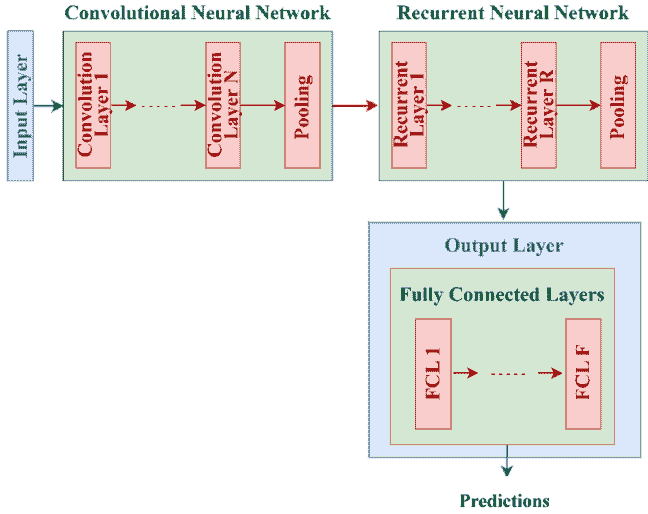 Convolutional Neural Network
Recurrent Neural Network
Input Layer
Convolution
Layer 1
Convolution
Layer N
Pooling
Recurrent
Layer 1
Recurrent
Layer R
Pooling
Output Layer
Fully Connected Layers
FCL 1
FCL F
Predictions